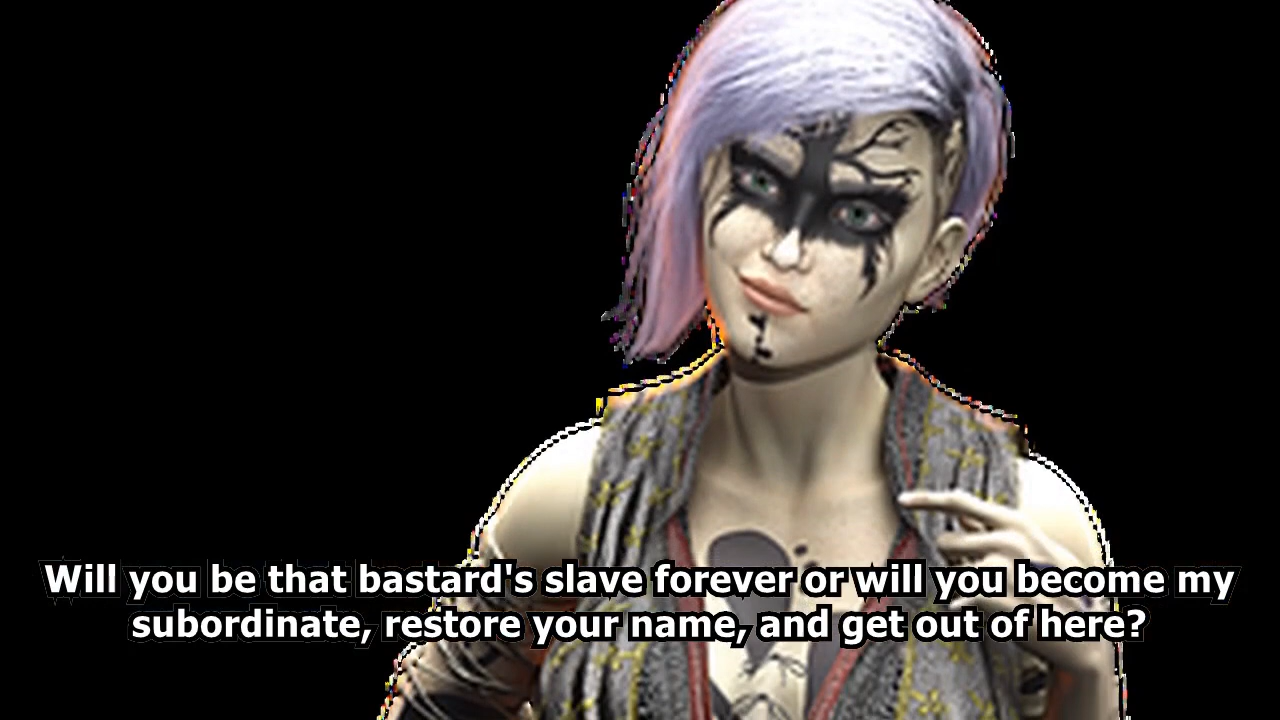 Will you be that bastard's slave forever or will you become my
subordinate, restore your name, and get out of here?